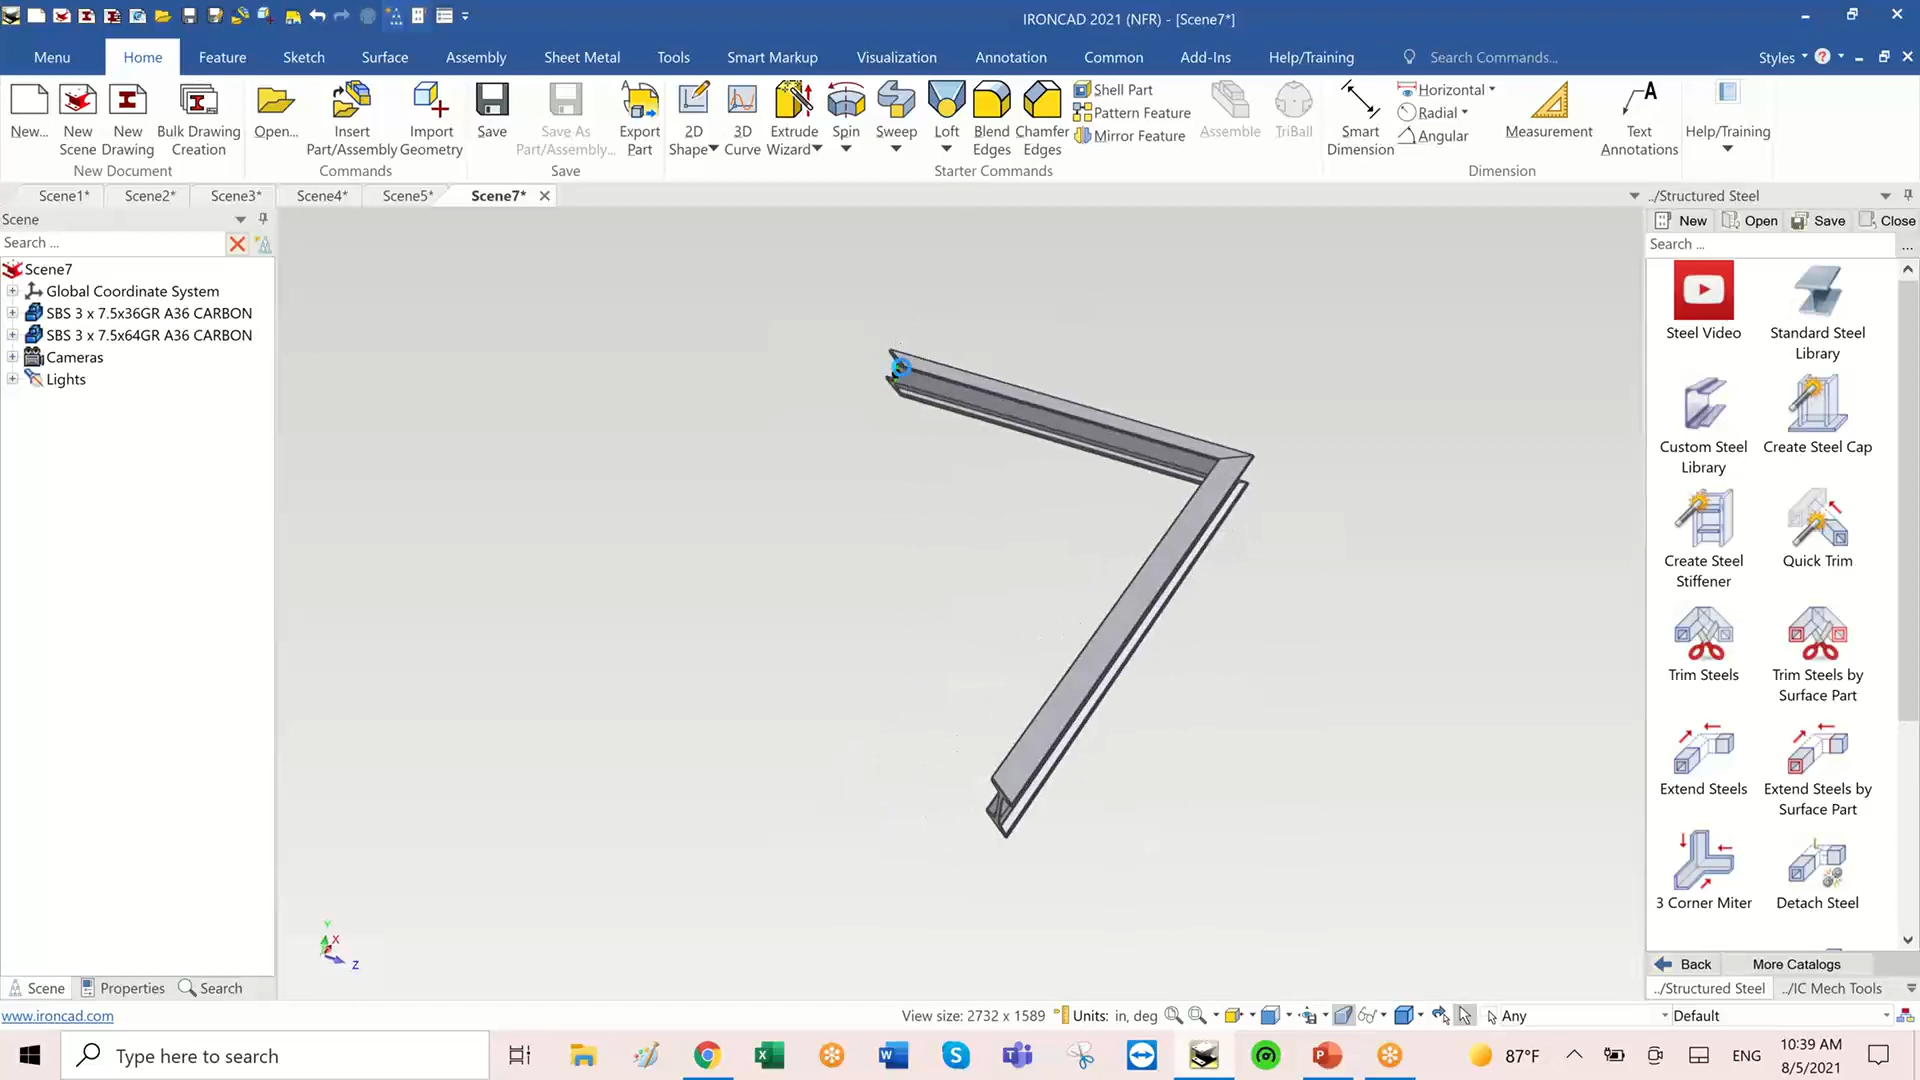 IRONCAD 2021 (NFR) - [Scene7*]
Menu Home Feature Sketch Surface Assembly Sheet Metal Tools Smart Markup Visualization Annotation Common Add-Ins Help/Training Search Commands... Styles
New...
New Scene
New Drawing
Bulk Drawing Creation
New Document
Open...
Insert Part/Assembly
Import Geometry
Commands
Save
Save As Part/Assembly...
Export Part
Save
2D Shape
3D Curve
Extrude Wizard
Spin
Sweep
Loft
Blend Edges
Chamfer Edges
Shell Part
Pattern Feature
Mirror Feature
Assemble
TriBall
Starter Commands
Smart Dimension
Horizontal
Radial
Angular
Measurement
Text Annotations
Dimension
Help/Training
Scene1* Scene2* Scene3* Scene4* Scene5* Scene7*
Scene
Search ...
Scene7
Global Coordinate System
SBS 3 x 7.5x36GR A36 CARBON
SBS 3 x 7.5x64GR A36 CARBON
Cameras
Lights
Y
X
Z
Scene Properties Search
../Structured Steel
New Open Save Close
Search ... ...
Steel Video
Standard Steel Library
Custom Steel Library
Create Steel Cap
Create Steel Stiffener
Quick Trim
Trim Steels
Trim Steels by Surface Part
Extend Steels
Extend Steels by Surface Part
3 Corner Miter
Detach Steel
Back More Catalogs
../Structured Steel ../IC Mech Tools
www.ironcad.com
View size: 2732 x 1589 Units: in, deg Any Default
Type here to search
87°F ENG
10:39 AM
8/5/2021